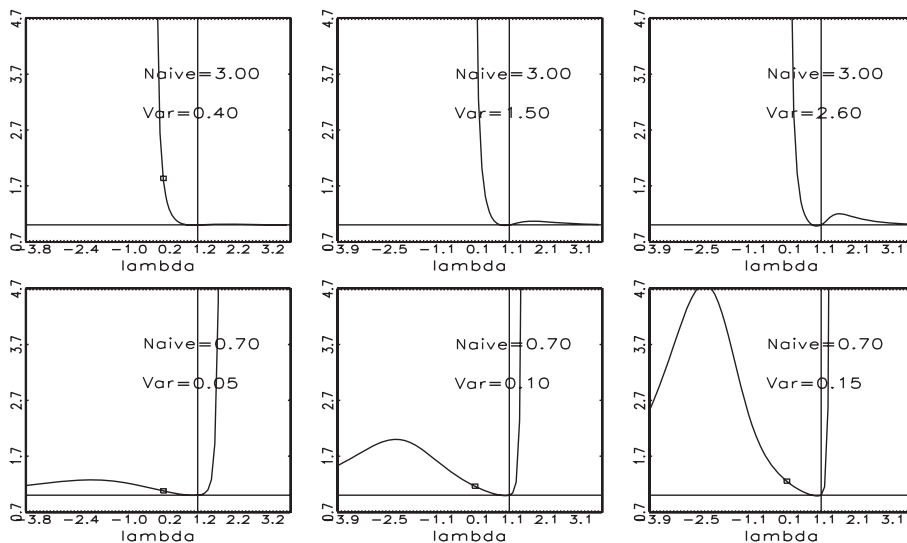 4.7
3.7
2.7
1.7
0.7
Naive=3.00
Var=0.40
-3.8 -2.4 -1.0 0.2 1.2 2.2 3.2
lambda
4.7
3.7
2.7
1.7
0.7
Naive=3.00
Var=1.50
-3.9 -2.5 -1.1 0.1 1.1 2.1 3.1
lambda
4.7
3.7
2.7
1.7
0.7
Naive=3.00
Var=2.60
-3.9 -2.5 -1.1 0.1 1.1 2.1 3.1
lambda
4.7
3.7
2.7
1.7
0.7
Naive=0.70
Var=0.05
-3.8 -2.4 -1.0 0.2 1.2 2.2 3.2
lambda
4.7
3.7
2.7
1.7
0.7
Naive=0.70
Var=0.10
-3.9 -2.5 -1.1 0.1 1.1 2.1 3.1
lambda
4.7
3.7
2.7
1.7
0.7
Naive=0.70
Var=0.15
-3.9 -2.5 -1.1 0.1 1.1 2.1 3.1
lambda